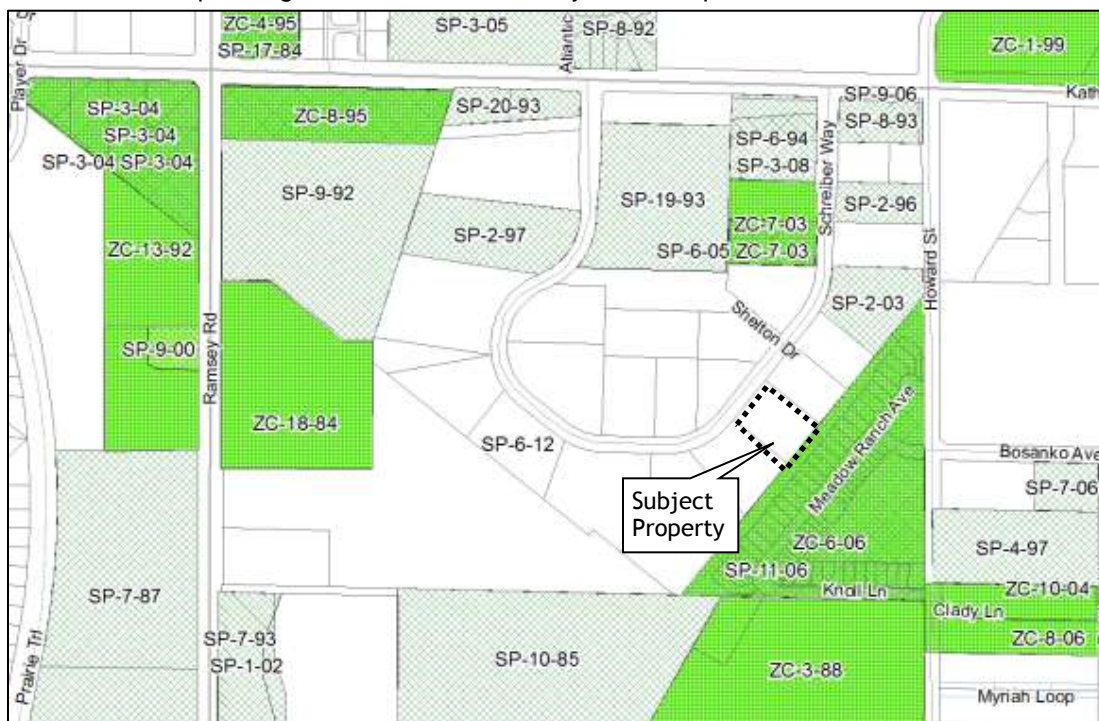 ZC-4-95
SP-17-84
SP-3-05
Atlantic
SP-8-92
ZC-1-99
Player Dr
SP-3-04
SP-3-04
SP-3-04 SP-3-04
ZC-8-95
SP-20-93
SP-9-06
SP-8-93
Kath
SP-6-94
SP-3-08
Schreiber Way
SP-9-92
SP-19-93
SP-2-96
ZC-13-92
SP-2-97
ZC-7-03
SP-6-05 ZC-7-03
Howard St
SP-2-03
Shelton Dr
SP-9-00
Ramsey Rd
ZC-18-84
SP-6-12
Meadow Ranch Ave
Bosanko Ave
SP-7-06
Subject
Property
ZC-6-06
SP-11-06
SP-4-97
Knoll Ln
ZC-10-04
Clady Ln
SP-7-87
ZC-8-06
SP-7-93
SP-1-02
SP-10-85
ZC-3-88
Prairie Trl
Myriah Loop